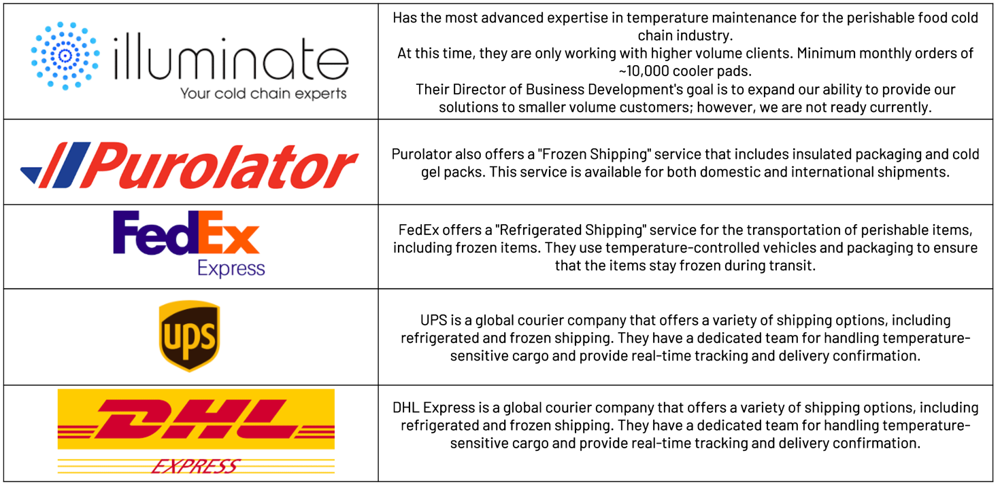 illuminate
Your cold chain experts
Has the most advanced expertise in temperature maintenance for the perishable food cold
chain industry.
At this time, they are only working with higher volume clients. Minimum monthly orders of
~10,000 cooler pads.
Their Director of Business Development's goal is to expand our ability to provide our
solutions to smaller volume customers; however, we are not ready currently.
Purolator
Purolator also offers a "Frozen Shipping" service that includes insulated packaging and cold
gel packs. This service is available for both domestic and international shipments.
FedEx
Express
FedEx offers a "Refrigerated Shipping" service for the transportation of perishable items,
including frozen items. They use temperature-controlled vehicles and packaging to ensure
that the items stay frozen during transit.
ups
UPS is a global courier company that offers a variety of shipping options, including
refrigerated and frozen shipping. They have a dedicated team for handling temperature-
sensitive cargo and provide real-time tracking and delivery confirmation.
DHL
EXPRESS
DHL Express is a global courier company that offers a variety of shipping options, including
refrigerated and frozen shipping. They have a dedicated team for handling temperature-
sensitive cargo and provide real-time tracking and delivery confirmation.